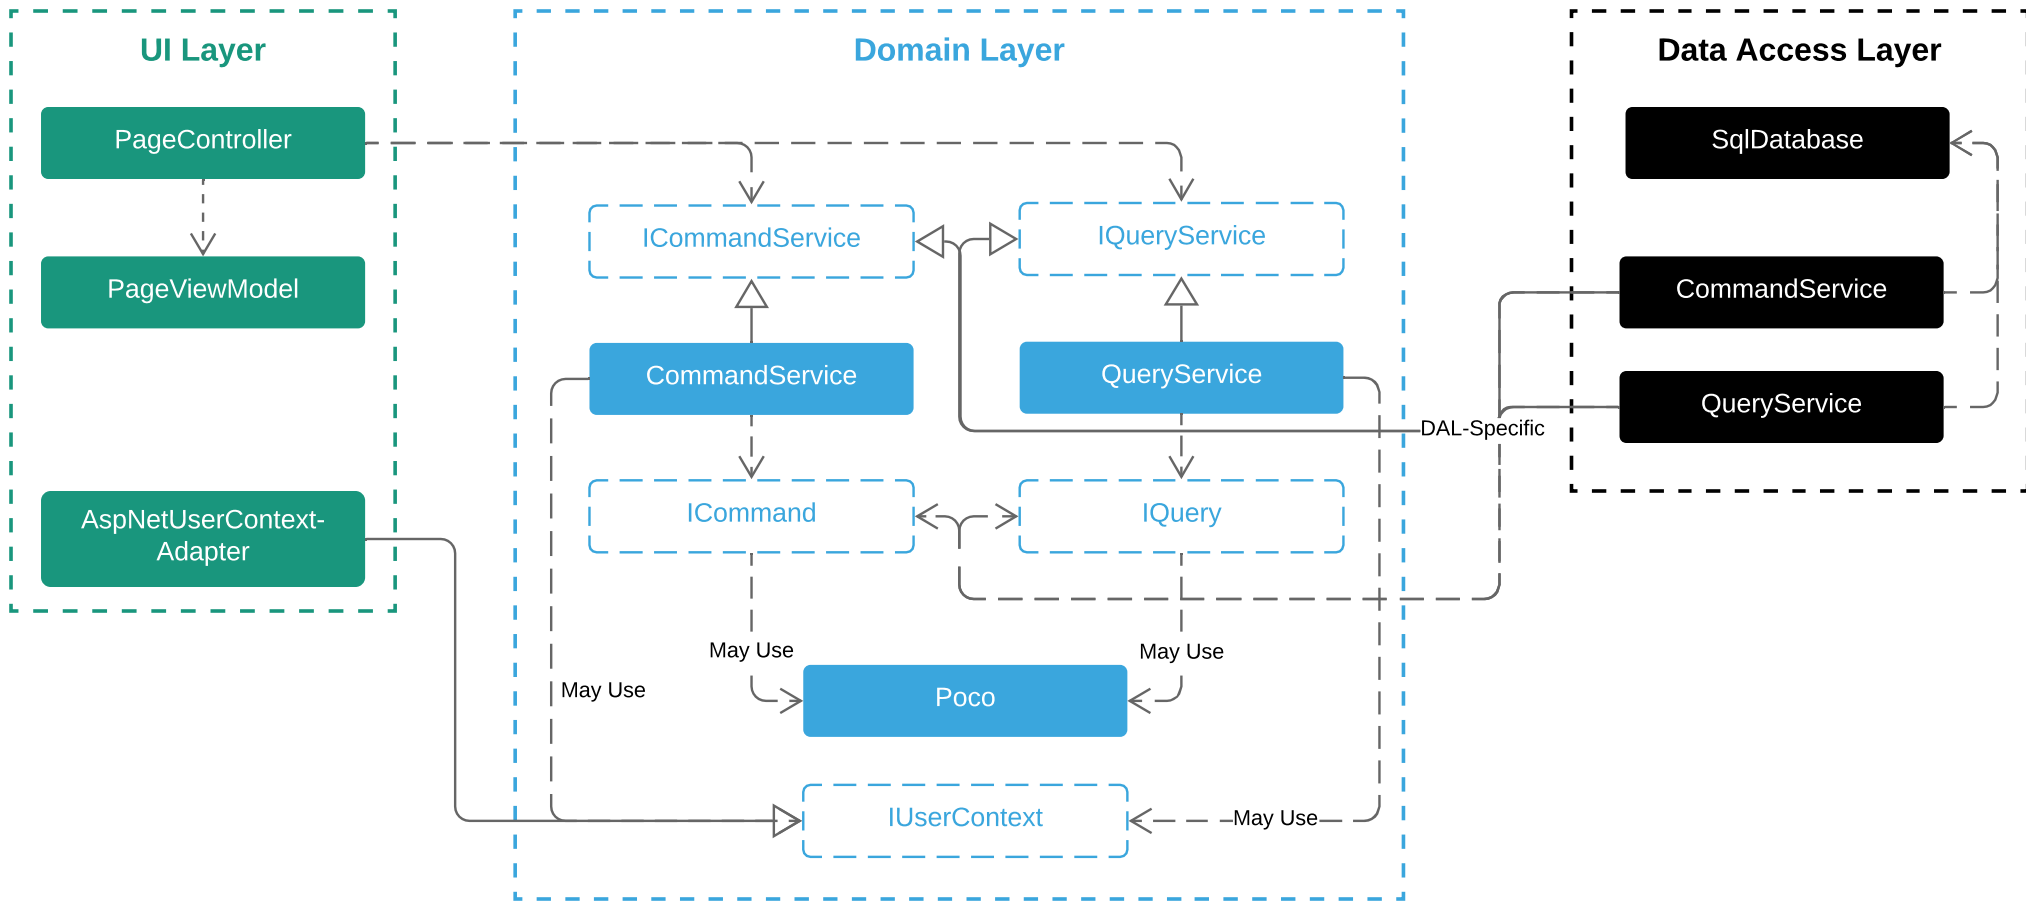 UI Layer
PageController
PageViewModel
AspNetUserContext-
Adapter
Domain Layer
ICommandService
IQueryService
CommandService
QueryService
ICommand
IQuery
May Use
May Use
May Use
Poco
IUserContext
May Use
DAL-Specific
Data Access Layer
SqlDatabase
CommandService
QueryService